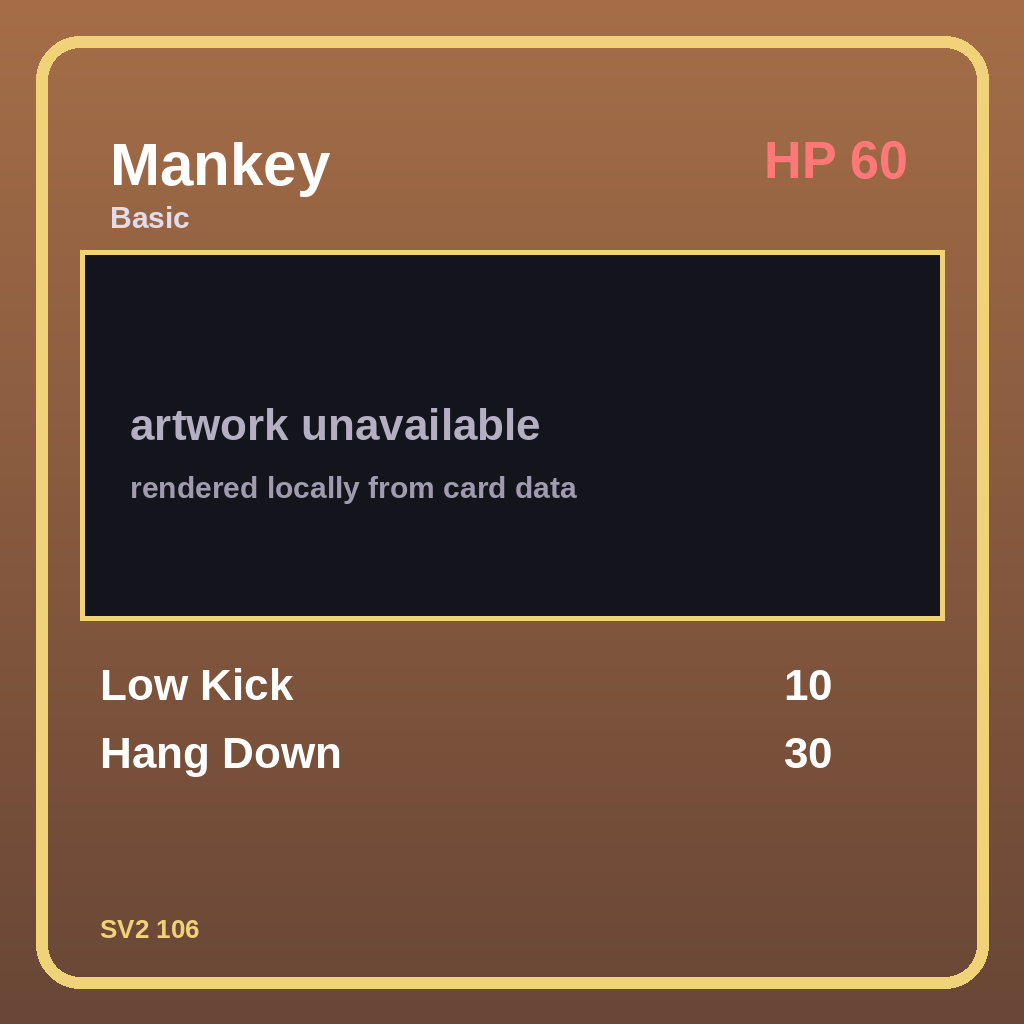 Mankey
HP 60
Basic
artwork unavailable
rendered locally from card data
Low Kick 10
Hang Down 30
SV2 106